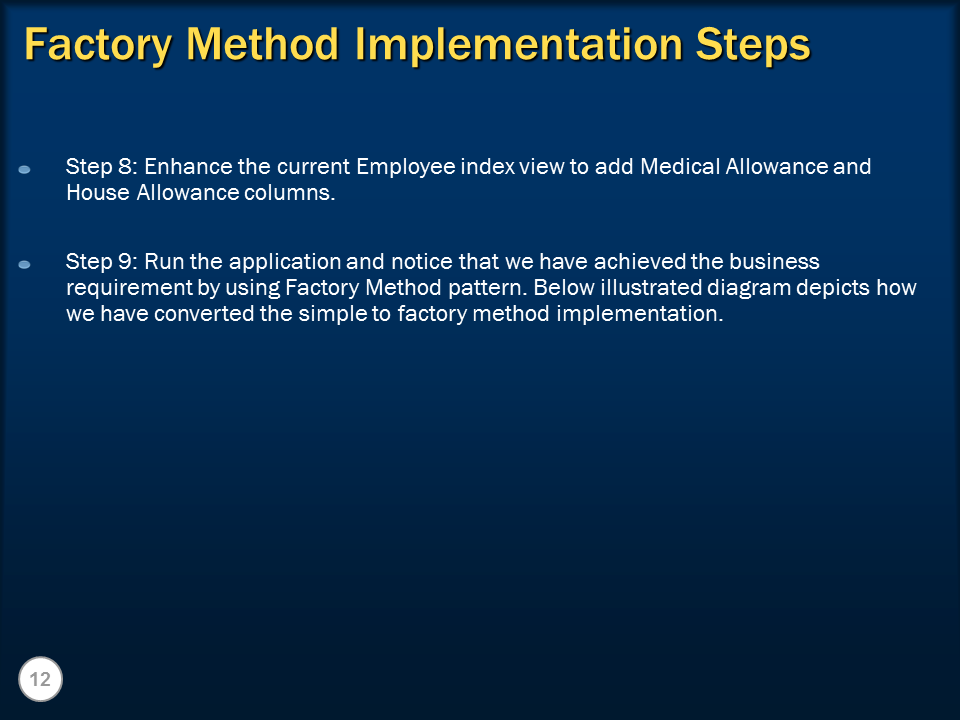 Factory Method Implementation Steps
Step 8: Enhance the current Employee index view to add Medical Allowance and
House Allowance columns.
Step 9: Run the application and notice that we have achieved the business
requirement by using Factory Method pattern. Below illustrated diagram depicts how
we have converted the simple to factory method implementation.
12